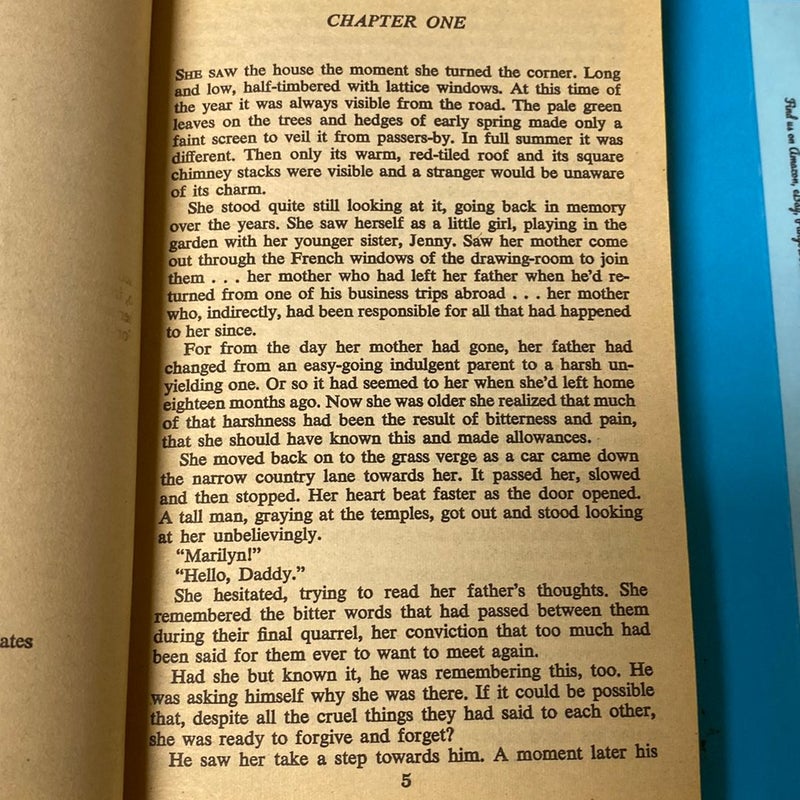 CHAPTER ONE
SHE SAW the house the moment she turned the corner. Long
and low, half-timbered with lattice windows. At this time of
the year it was always visible from the road. The pale green
leaves on the trees and hedges of early spring made only a
faint screen to veil it from passers-by. In full summer it was
different. Then only its warm, red-tiled roof and its square
chimney stacks were visible and a stranger would be unaware
of its charm.
She stood quite still looking at it, going back in memory
over the years. She saw herself as a little girl, playing in the
garden with her younger sister, Jenny. Saw her mother come
out through the French windows of the drawing-room to join
them . . . her mother who had left her father when he'd re-
turned from one of his business trips abroad . . . her mother
who, indirectly, had been responsible for all that had happened
to her since.
For from the day her mother had gone, her father had
changed from an easy-going indulgent parent to a harsh un-
yielding one. Or so it had seemed to her when she'd left home
eighteen months ago. Now she was older she realized that much
of that harshness had been the result of bitterness and pain,
that she should have known this and made allowances.
She moved back on to the grass verge as a car came down
the narrow country lane towards her. It passed her, slowed
and then stopped. Her heart beat faster as the door opened.
A tall man, graying at the temples, got out and stood looking
at her unbelievingly.
"Marilyn!"
"Hello, Daddy."
She hesitated, trying to read her father's thoughts. She
remembered the bitter words that had passed between them
during their final quarrel, her conviction that too much had
been said for them ever to want to meet again.
Had she but known it, he was remembering this, too. He
was asking himself why she was there. If it could be possible
that, despite all the cruel things they had said to each other,
she was ready to forgive and forget?
He saw her take a step towards him. A moment later his
5
ates
Find us on Amazon, eBay,